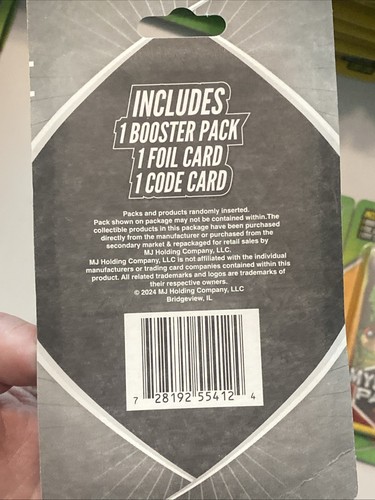 INCLUDES
1 BOOSTER PACK
1 FOIL CARD
1 CODE CARD
Packs and products randomly inserted.
Pack shown on package may not be contained within.The
collectible products in this package have been purchased
directly from the manufacturer or purchased from the
secondary market & repackaged for retail sales by
MJ Holding Company, LLC.
MJ Holding Company, LLC is not affiliated with the individual
manufacturers or trading card companies contained within this
product. All related trademarks and logos are trademarks of
their respective owners.
© 2024 MJ Holding Company, LLC
Bridgeview, IL
7 28192 55412 4